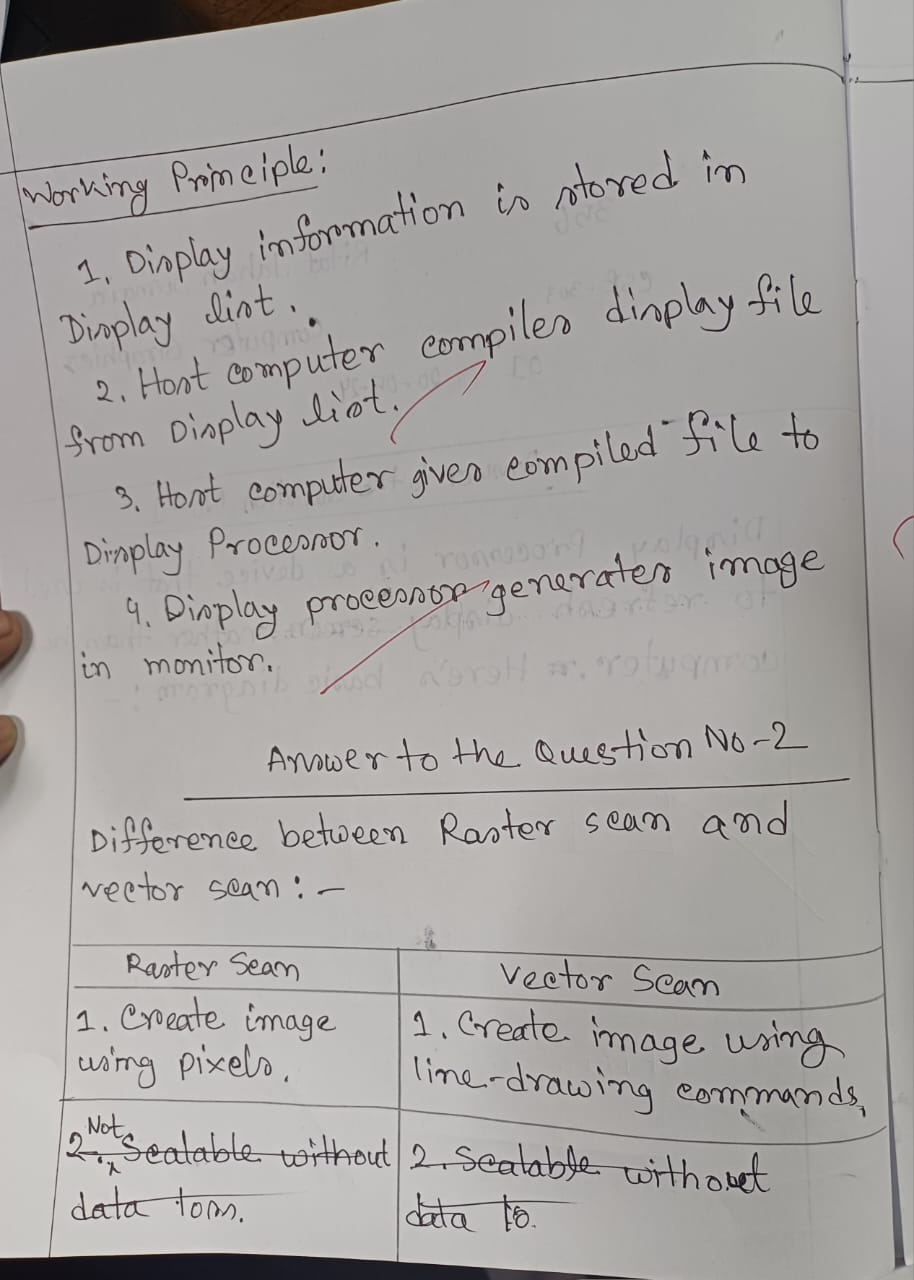 Working Principle:
1. Display information is stored in
Display list.
2. Host computer compiles display file
from Display list.
3. Host computer gives compiled file to
Display Processor.
4. Display processor generates image
in monitor.
Answer to the Question No-2
Difference between Raster scan and
vector scan: -
Raster Scan
Vector Scan
1. Create image
using pixels.
1. Create image using
line-drawing commands,
2. Not Scalable without
data loss.
2. Scalable without
data lo.